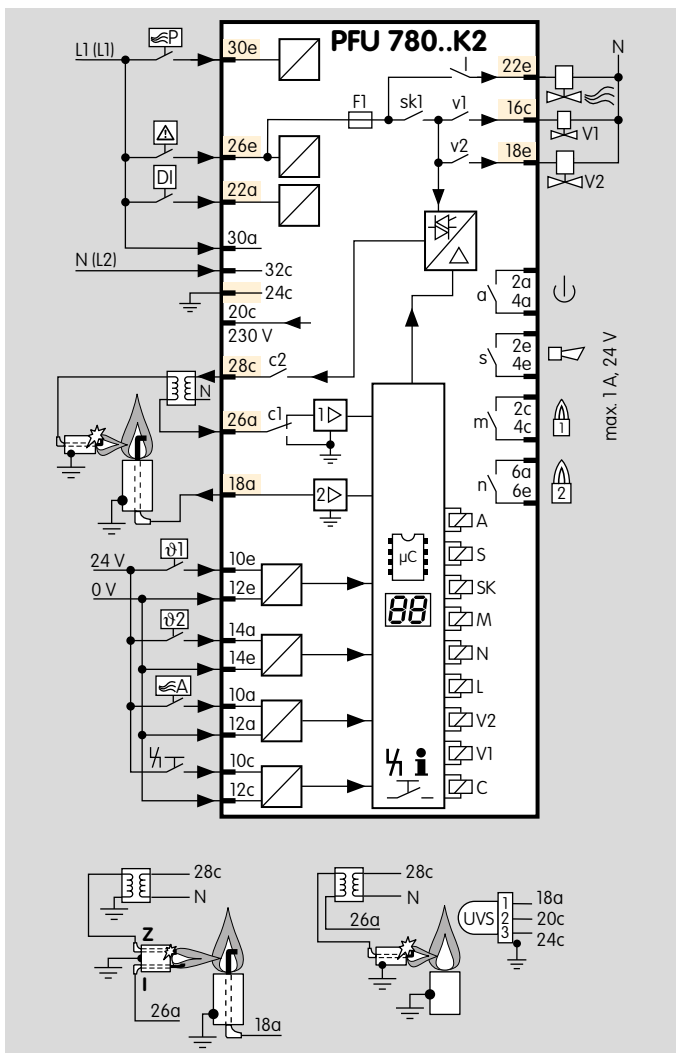 PFU 780..K2
L1 (L1)
P
30e
l
22e
N
F1
sk1
v1
16c
V1
26e
v2
18e
V2
DI
22a
30a
N (L2)
32c
24c
20c
230 V
a
2a
4a
s
2e
4e
m
2c
4c
1
n
6a
6e
2
max. 1 A, 24 V
28c
c2
N
26a
c1
1
18a
2
A
S
SK
M
N
L
V2
V1
C
µC
88
i
24 V
ϑ1
10e
0 V
12e
ϑ2
14a
14e
A
10a
12a
10c
12c
28c
N
Z
I
26a
18a
28c
N
26a
UVS
1
2
3
18a
20c
24c